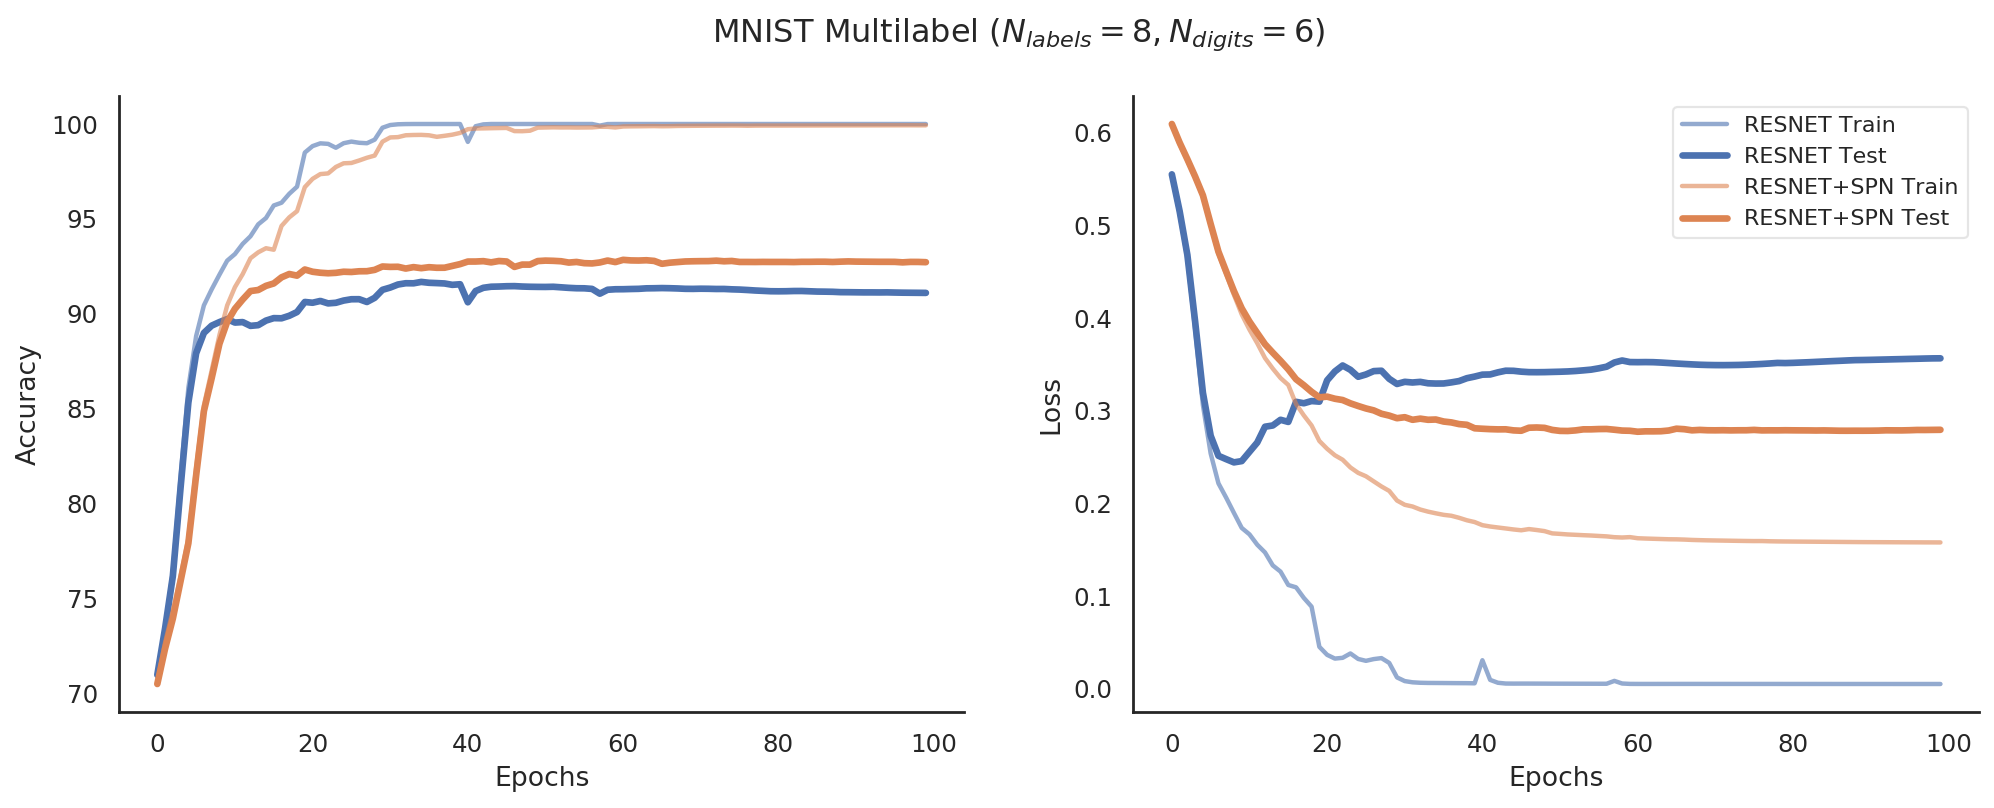 MNIST Multilabel (N_labels = 8, N_digits = 6)
100
95
90
85
80
75
70
Accuracy
0 20 40 60 80 100
Epochs
0.6
0.5
0.4
0.3
0.2
0.1
0.0
Loss
0 20 40 60 80 100
Epochs
RESNET Train
RESNET Test
RESNET+SPN Train
RESNET+SPN Test